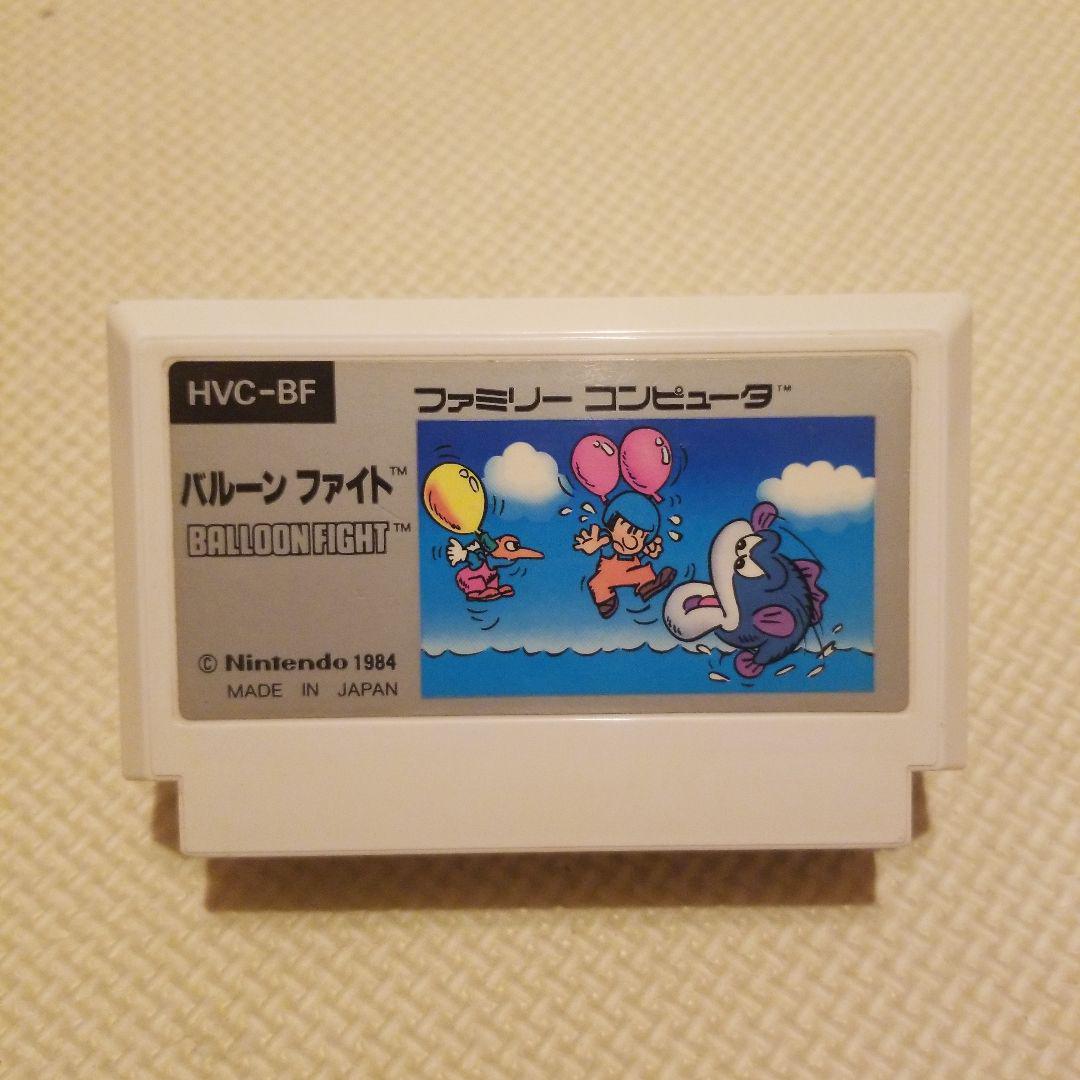 HVC-BF
ファミリー コンピュータ™
バルーン ファイト™
BALLOON FIGHT™
© Nintendo 1984
MADE IN JAPAN